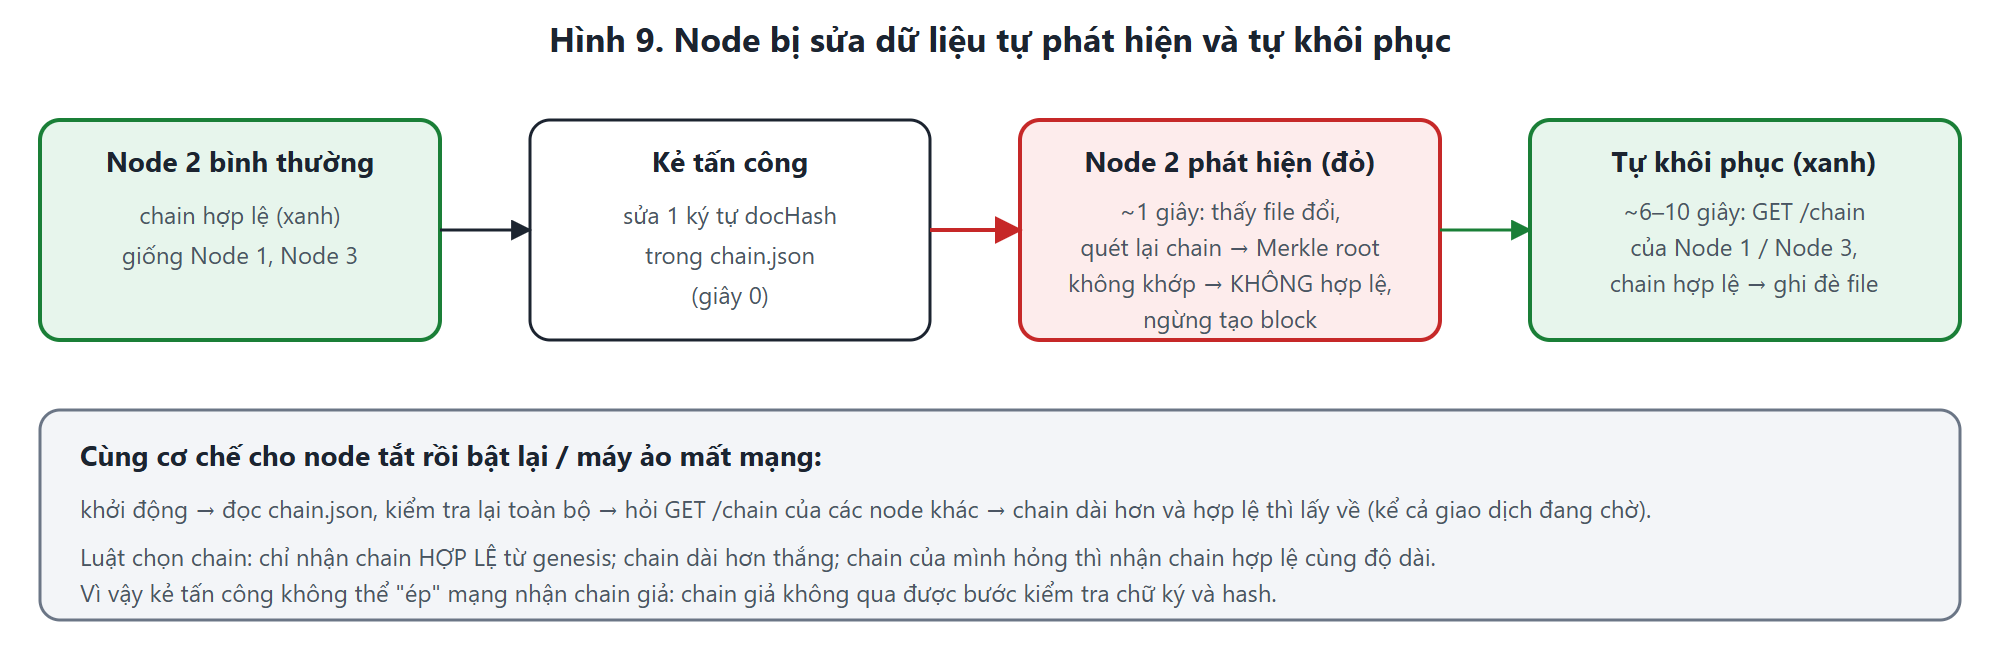 Hình 9. Node bị sửa dữ liệu tự phát hiện và tự khôi phục
Node 2 bình thường
chain hợp lệ (xanh)
giống Node 1, Node 3
Kẻ tấn công
sửa 1 ký tự docHash
trong chain.json
(giây 0)
Node 2 phát hiện (đỏ)
~1 giây: thấy file đổi,
quét lại chain → Merkle root
không khớp → KHÔNG hợp lệ,
ngừng tạo block
Tự khôi phục (xanh)
~6–10 giây: GET /chain
của Node 1 / Node 3,
chain hợp lệ → ghi đè file
Cùng cơ chế cho node tắt rồi bật lại / máy ảo mất mạng:
khởi động → đọc chain.json, kiểm tra lại toàn bộ → hỏi GET /chain của các node khác → chain dài hơn và hợp lệ thì lấy về (kể cả giao dịch đang chờ).
Luật chọn chain: chỉ nhận chain HỢP LỆ từ genesis; chain dài hơn thắng; chain của mình hỏng thì nhận chain hợp lệ cùng độ dài.
Vì vậy kẻ tấn công không thể "ép" mạng nhận chain giả: chain giả không qua được bước kiểm tra chữ ký và hash.